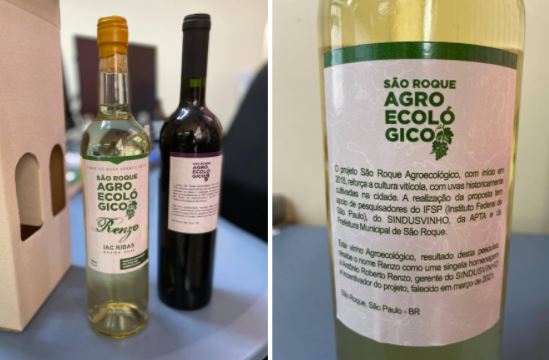 SÃO ROQUE
AGRO
ECOLÓ
GICO
Renzo
IAC RIBAS
SÃO ROQUE
AGRO
ECOLÓ
GICO
SÃO ROQUE
AGRO
ECOLÓ
GICO
O projeto São Roque Agroecológico, com início em
2018, reforça a cultura vitícola, com uvas historicamente
cultivadas na cidade. A realização da proposta tem
apoio de pesquisadores do IFSP (Instituto Federal de
São Paulo), do SINDUSVINHO, da APTA e da
Prefeitura Municipal de São Roque.
Este vinho Agroecológico, resultado desta pesquisa,
recebe o nome Renzo como uma singela homenagem
a Antônio Roberto Renzo, gerente do SINDUSVINHO
e incentivador do projeto, falecido em março de 2021.
São Roque, São Paulo - BR